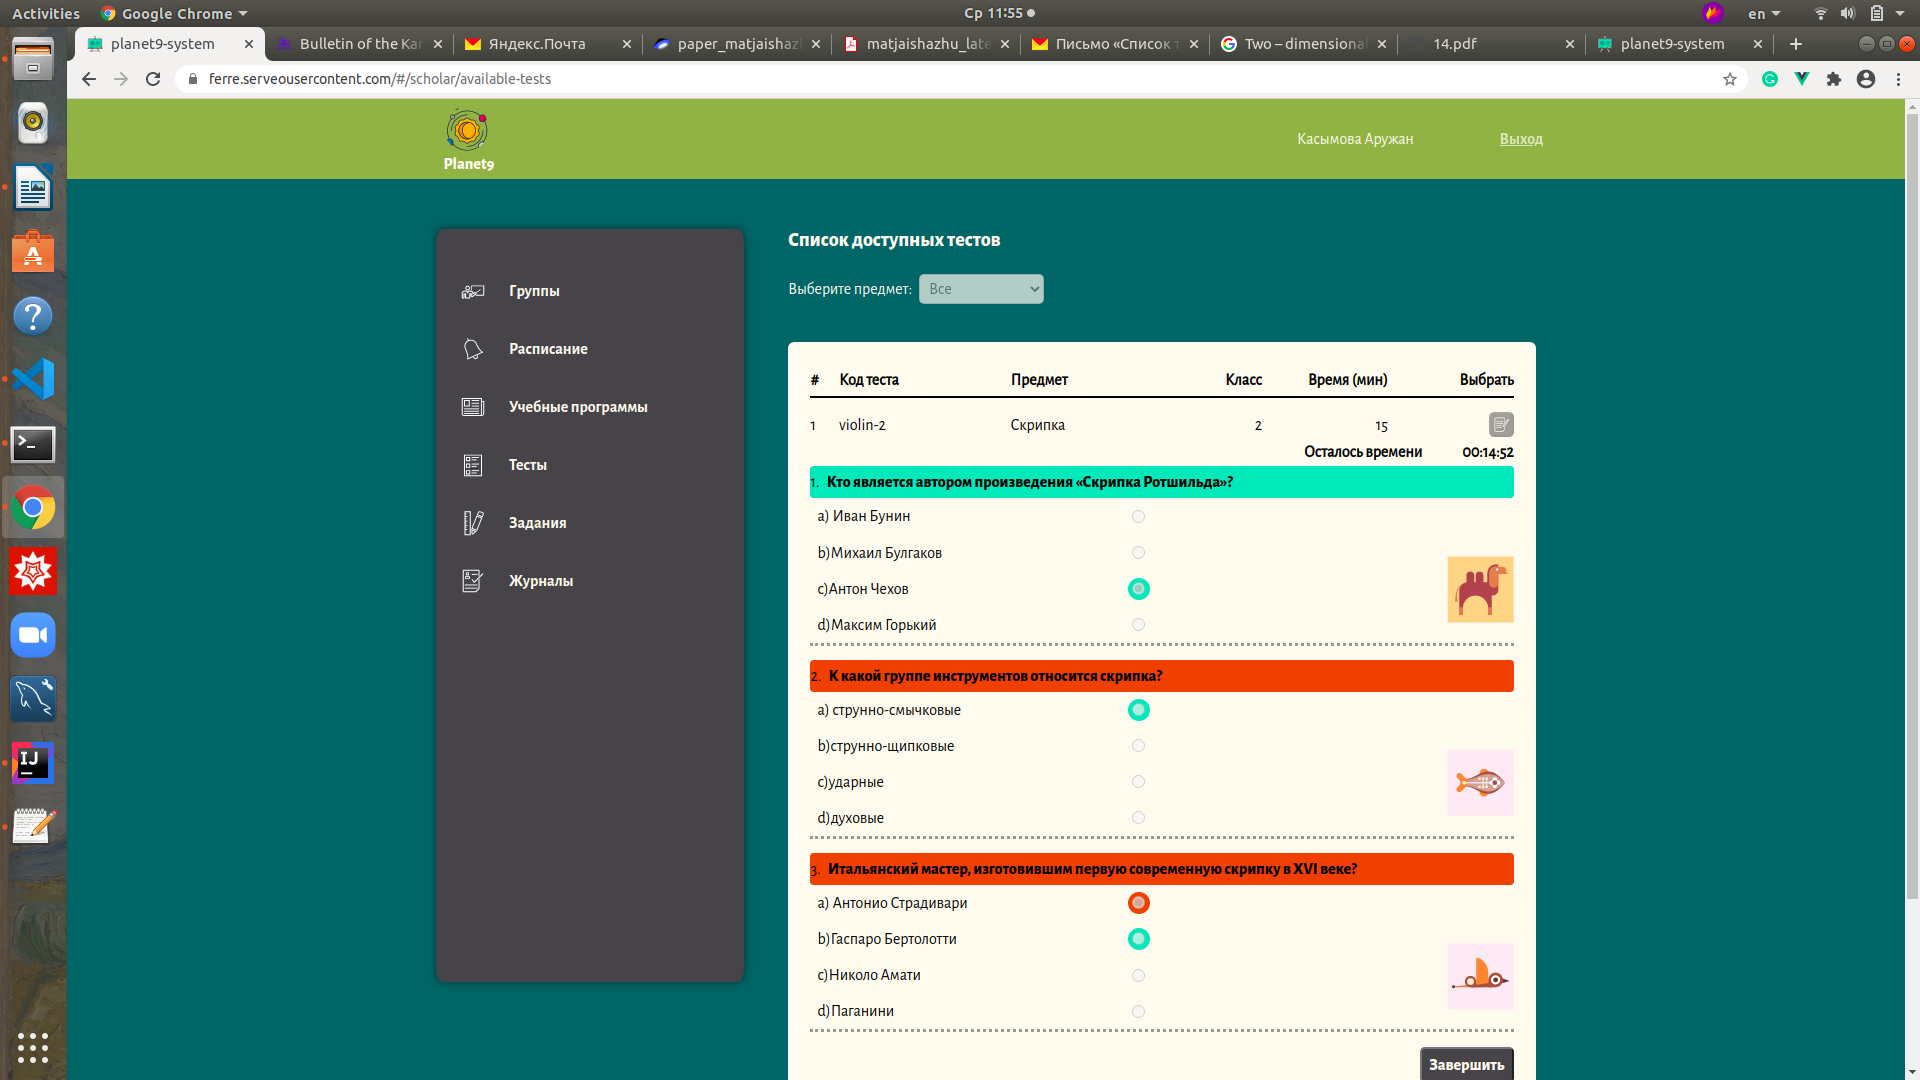 Activities
Google Chrome
Ср 11:55
en
planet9-system
Bulletin of the Kar
Яндекс.Почта
paper_matjaishazh
matjaishazhu_late
Письмо «Список т
Two – dimensional
14.pdf
planet9-system
ferre.serveousercontent.com/#/scholar/available-tests
Planet9
Касымова Аружан
Выход
Группы
Расписание
Учебные программы
Тесты
Задания
Журналы
Список доступных тестов
Выберите предмет:
Все
# Код теста Предмет Класс Время (мин) Выбрать
1 violin-2 Скрипка 2 15
Осталось времени 00:14:52
1. Кто является автором произведения «Скрипка Ротшильда»?
a) Иван Бунин
b)Михаил Булгаков
c)Антон Чехов
d)Максим Горький
2. К какой группе инструментов относится скрипка?
a) струнно-смычковые
b)струнно-щипковые
c)ударные
d)духовые
3. Итальянский мастер, изготовившим первую современную скрипку в XVI веке?
a) Антонио Страдивари
b)Гаспаро Бертолотти
c)Николо Амати
d)Паганини
Завершить